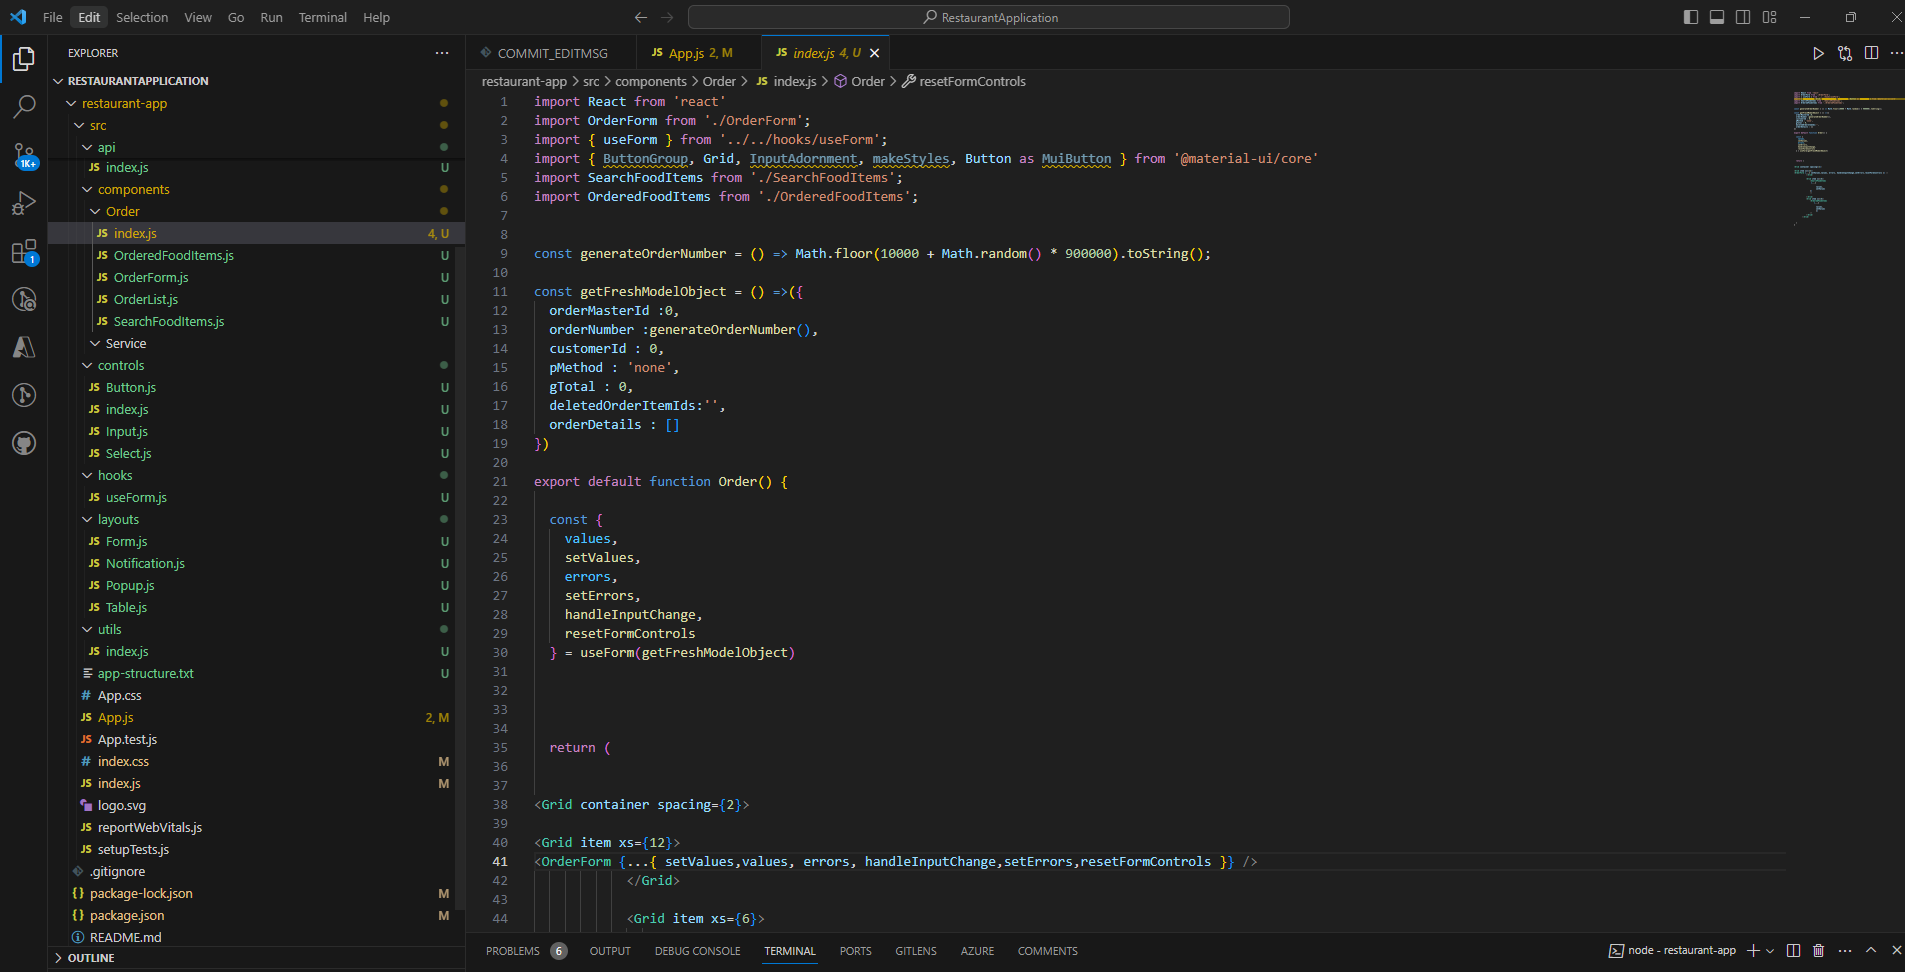 File Edit Selection View Go Run Terminal Help
RestaurantApplication
EXPLORER
RESTAURANTAPPLICATION
restaurant-app
src
api
JS index.js U
components
Order
JS index.js 4, U
JS OrderedFoodItems.js U
JS OrderForm.js U
JS OrderList.js U
JS SearchFoodItems.js U
Service
controls
JS Button.js U
JS index.js U
JS Input.js U
JS Select.js U
hooks
JS useForm.js U
layouts
JS Form.js U
JS Notification.js U
JS Popup.js U
JS Table.js U
utils
JS index.js U
app-structure.txt U
# App.css
JS App.js 2, M
JS App.test.js
# index.css M
JS index.js M
logo.svg
JS reportWebVitals.js
JS setupTests.js
.gitignore
{} package-lock.json M
{} package.json M
README.md
OUTLINE
1K+
1
COMMIT_EDITMSG
JS App.js 2, M
JS index.js 4, U
restaurant-app > src > components > Order > JS index.js > Order > resetFormControls
1 import React from 'react'
2 import OrderForm from './OrderForm';
3 import { useForm } from '../../hooks/useForm';
4 import { ButtonGroup, Grid, InputAdornment, makeStyles, Button as MuiButton } from '@material-ui/core'
5 import SearchFoodItems from './SearchFoodItems';
6 import OrderedFoodItems from './OrderedFoodItems';
7
8
9 const generateOrderNumber = () => Math.floor(10000 + Math.random() * 900000).toString();
10
11 const getFreshModelObject = () =>({
12 orderMasterId :0,
13 orderNumber :generateOrderNumber(),
14 customerId : 0,
15 pMethod : 'none',
16 gTotal : 0,
17 deletedOrderItemIds:'',
18 orderDetails : []
19 })
20
21 export default function Order() {
22
23 const {
24 values,
25 setValues,
26 errors,
27 setErrors,
28 handleInputChange,
29 resetFormControls
30 } = useForm(getFreshModelObject)
31
32
33
34
35 return (
36
37
38 <Grid container spacing={2}>
39
40 <Grid item xs={12}>
41 <OrderForm {...{ setValues,values, errors, handleInputChange,setErrors,resetFormControls }} />
42 </Grid>
43
44 <Grid item xs={6}>
PROBLEMS 6 OUTPUT DEBUG CONSOLE TERMINAL PORTS GITLENS AZURE COMMENTS
node - restaurant-app